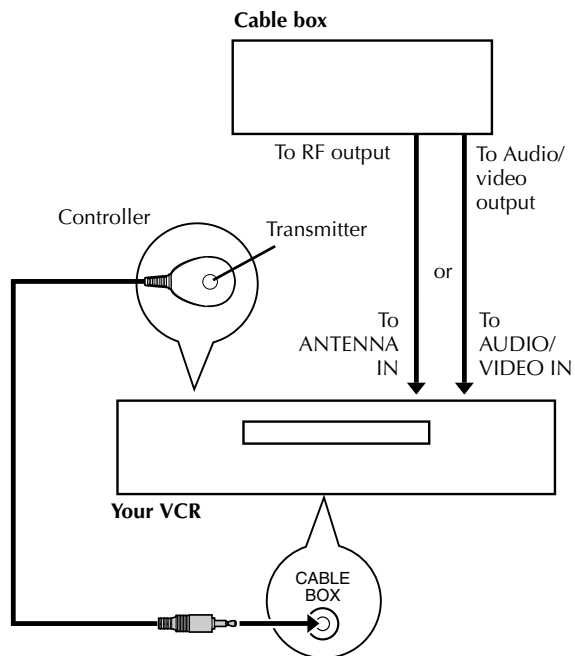 Cable box
To RF output
To Audio/
video
output
Controller
Transmitter
or
To
ANTENNA
IN
To
AUDIO/
VIDEO IN
Your VCR
CABLE
BOX